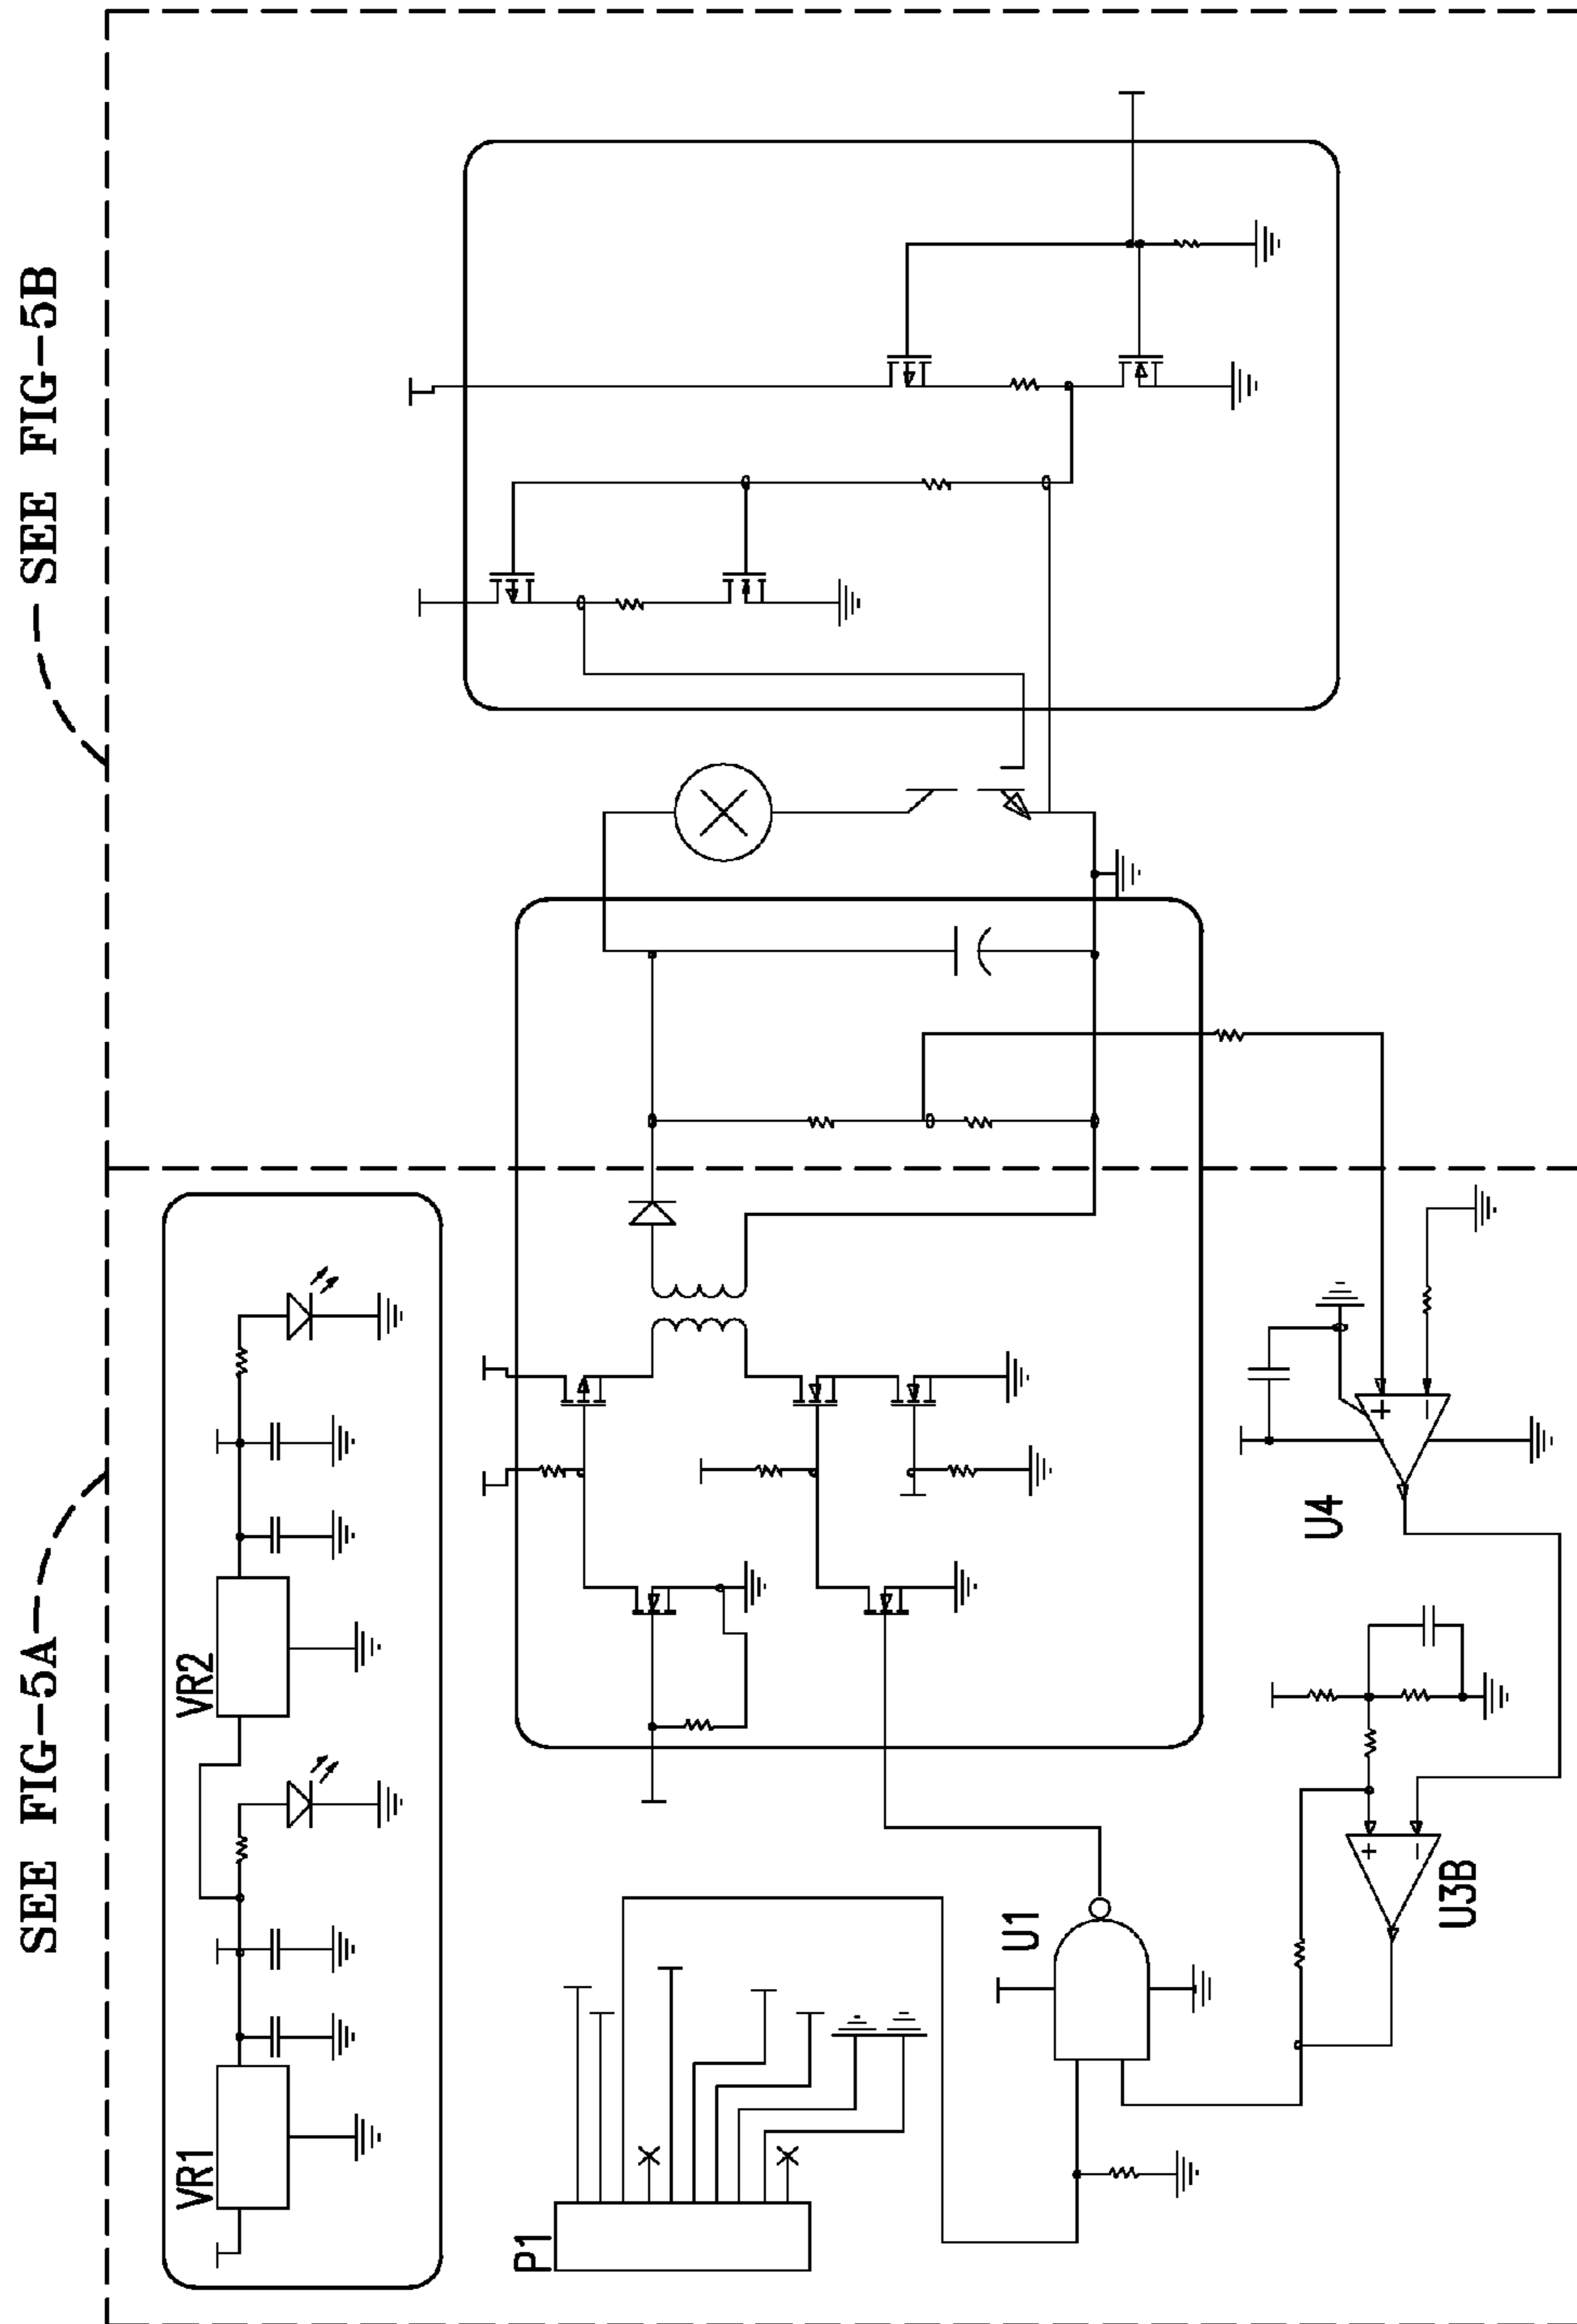 SEE FIG-5A
SEE FIG-5B
VR1
VR2
P1
U1
U3B
U4
+
−
+
−